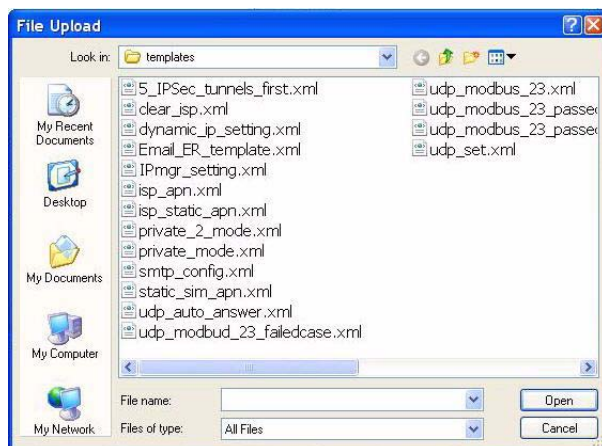 File Upload
Look in:
templates
My Recent
Documents
Desktop
My Documents
My Computer
My Network
5_IPSec_tunnels_first.xml
clear_isp.xml
dynamic_ip_setting.xml
Email_ER_template.xml
IPmgr_setting.xml
isp_apn.xml
isp_static_apn.xml
private_2_mode.xml
private_mode.xml
smtp_config.xml
static_sim_apn.xml
udp_auto_answer.xml
udp_modbud_23_failedcase.xml
udp_modbus_23.xml
udp_modbus_23_passec
udp_modbus_23_passec
udp_set.xml
File name:
Open
Files of type:
All Files
Cancel